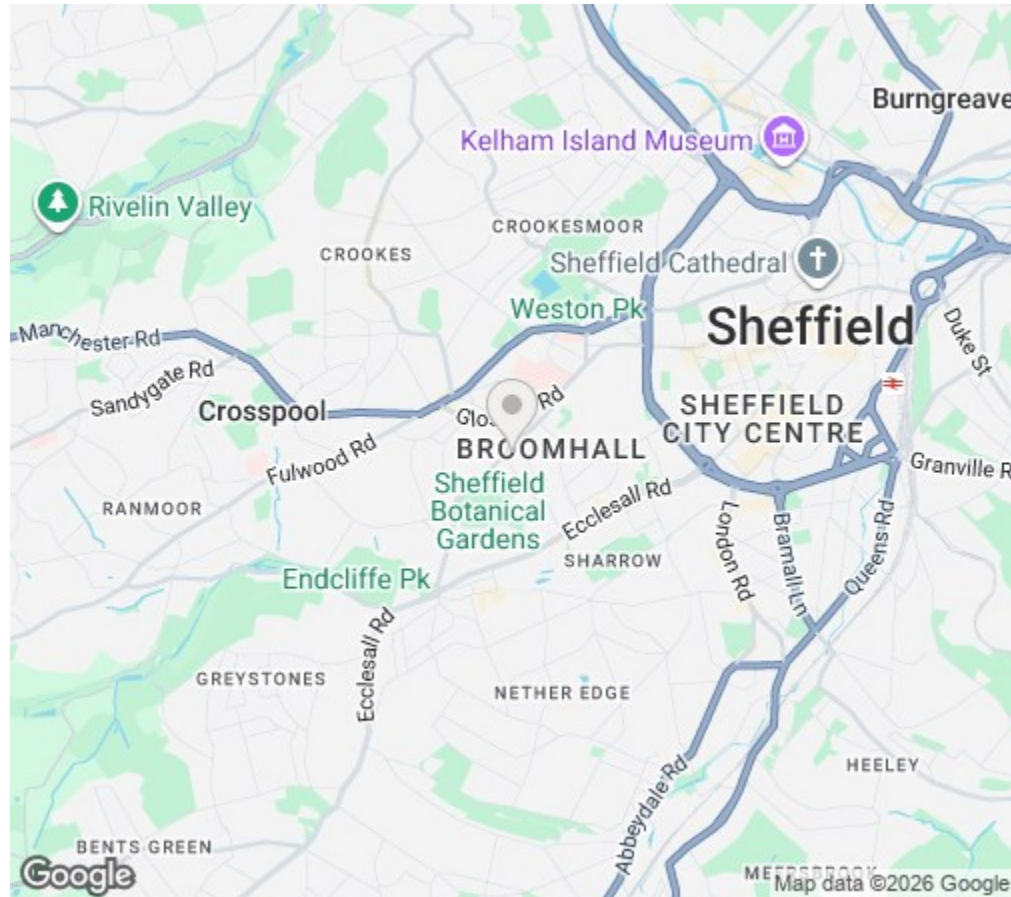 Burngreave
Kelham Island Museum
Rivelin Valley
CROOKESMOOR
CROOKES
Sheffield Cathedral
Weston Pk
Sheffield
Duke St
Manchester Rd
Sandygate Rd
Crosspool
Rd
SHEFFIELD
CITY CENTRE
BROOMHALL
Fulwood Rd
Granville R
Sheffield
Botanical
Gardens
RANMOOR
Ecclesall Rd
London Rd
Bramall Ln
Queens Rd
SHARROW
Endcliffe Pk
Ecclesall Rd
GREYSTONES
NETHER EDGE
HEELEY
Abbeydale Rd
BENTS GREEN
Google
Map data ©2026 Google